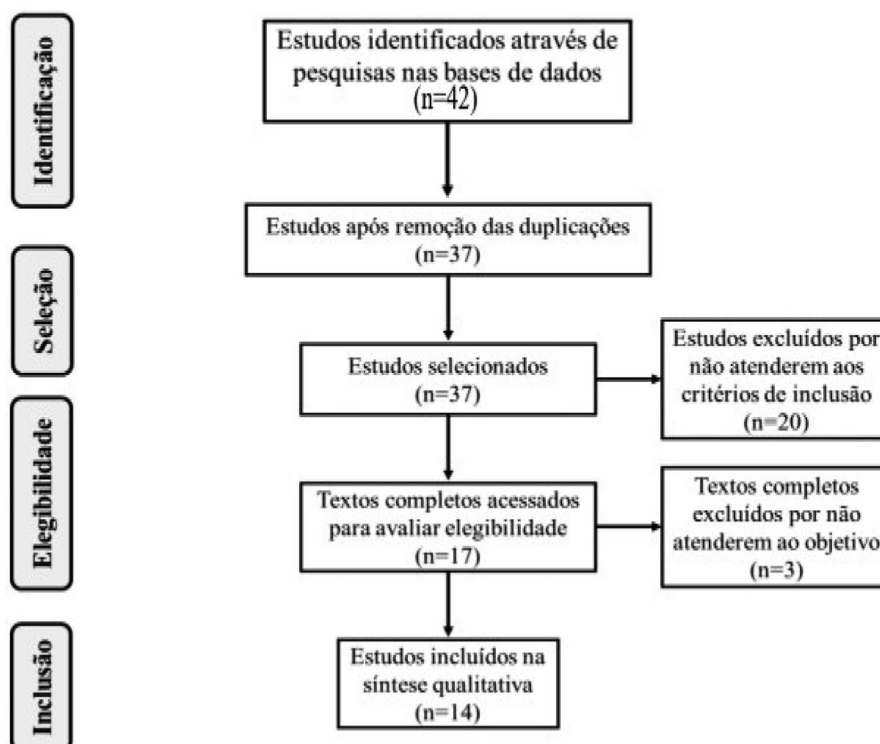 Identificação
Estudos identificados através de
pesquisas nas bases de dados
(n=42)
Estudos após remoção das duplicações
(n=37)
Seleção
Estudos selecionados
(n=37)
Estudos excluídos por
não atenderem aos
critérios de inclusão
(n=20)
Elegibilidade
Textos completos acessados
para avaliar elegibilidade
(n=17)
Textos completos
excluídos por não
atenderem ao objetivo
(n=3)
Inclusão
Estudos incluídos na
síntese qualitativa
(n=14)